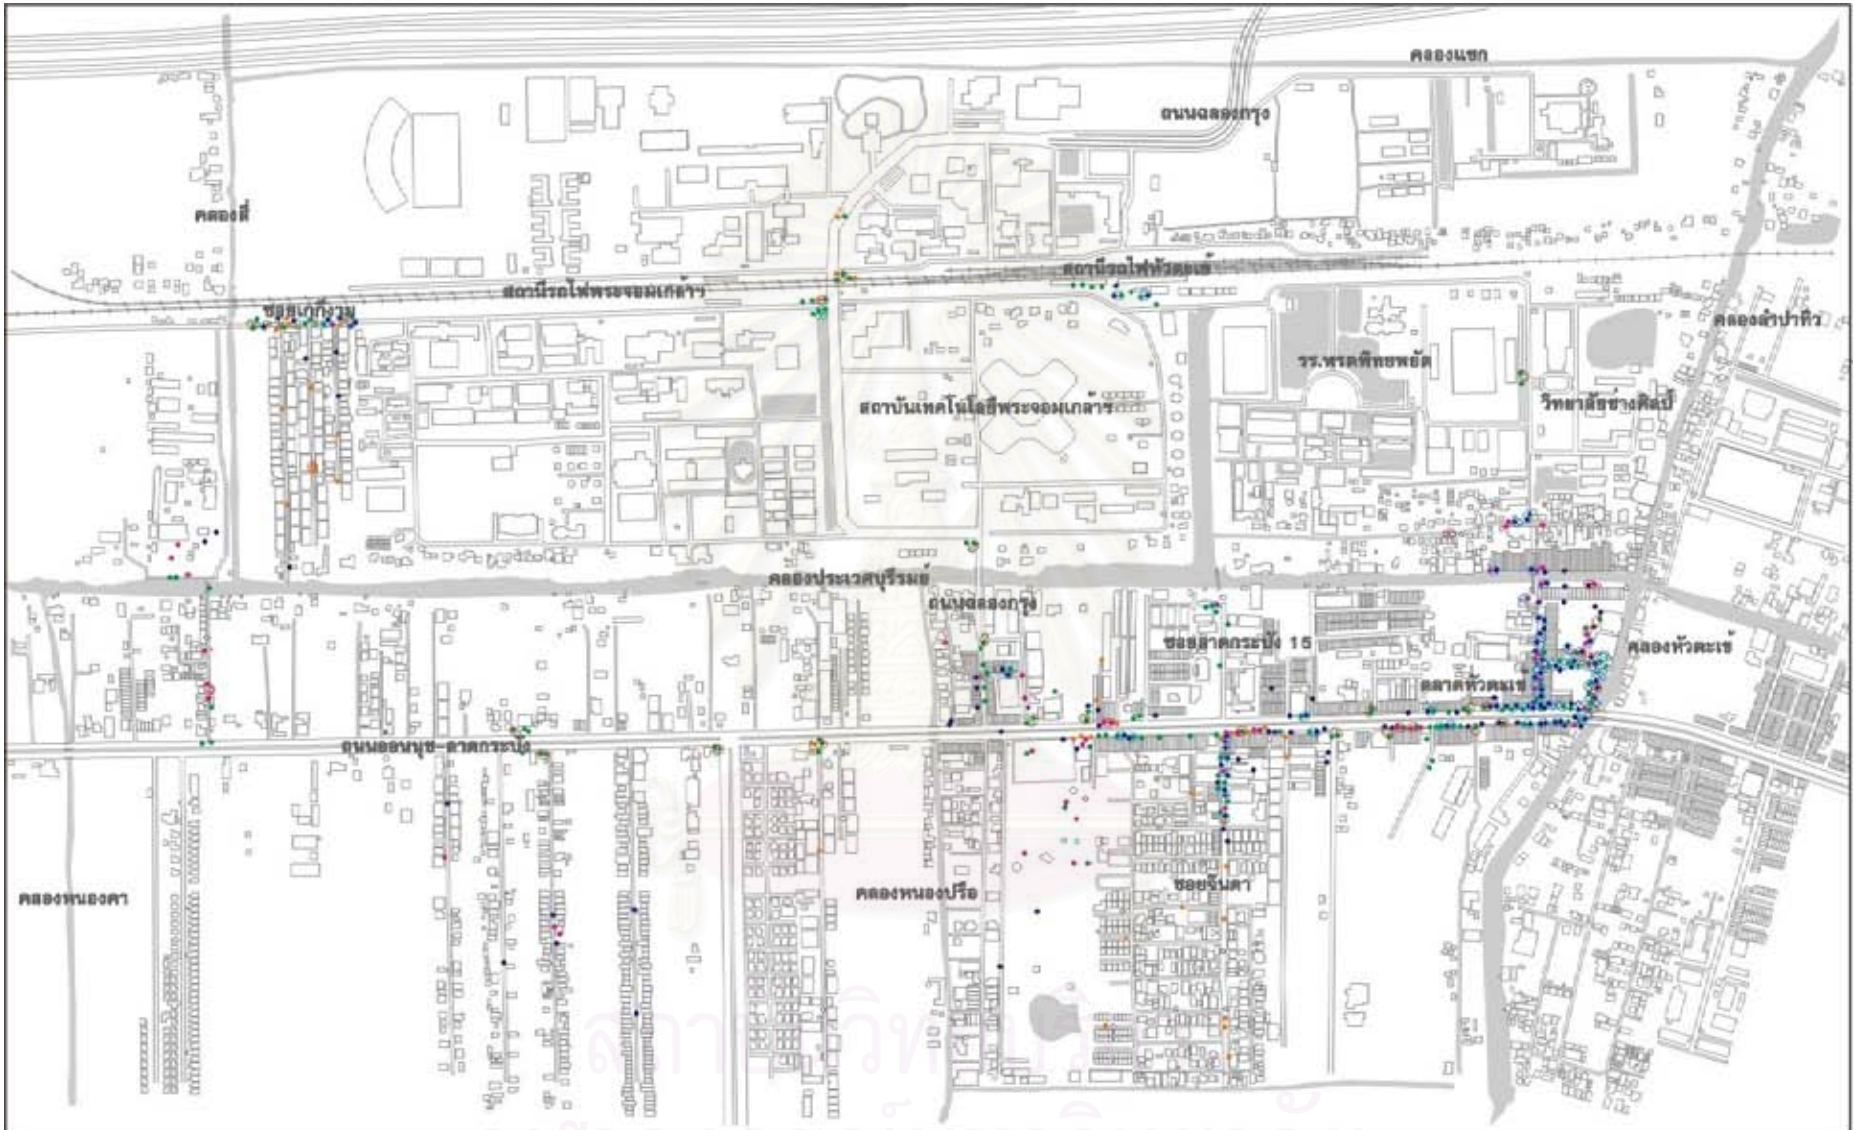 คลองแขก
ถนนฉลองกรุง
คลองสี่
สถานีรถไฟหัวตะเข้
สถานีรถไฟพระจอมเกล้าฯ
ซอยเกกีงาม
คลองลำปาทิว
รร.พรตพิทยพยัต
สถาบันเทคโนโลยีพระจอมเกล้าฯ
วิทยาลัยช่างศิลป์
คลองประเวศบุรีรมย์
ถนนฉลองกรุง
ซอยลาดกระบัง 15
คลองหัวตะเข้
ตลาดหัวตะเข้
ถนนอ่อนนุช-ลาดกระบัง
ซอยจินดา
คลองหนองปรือ
คลองหนองคา